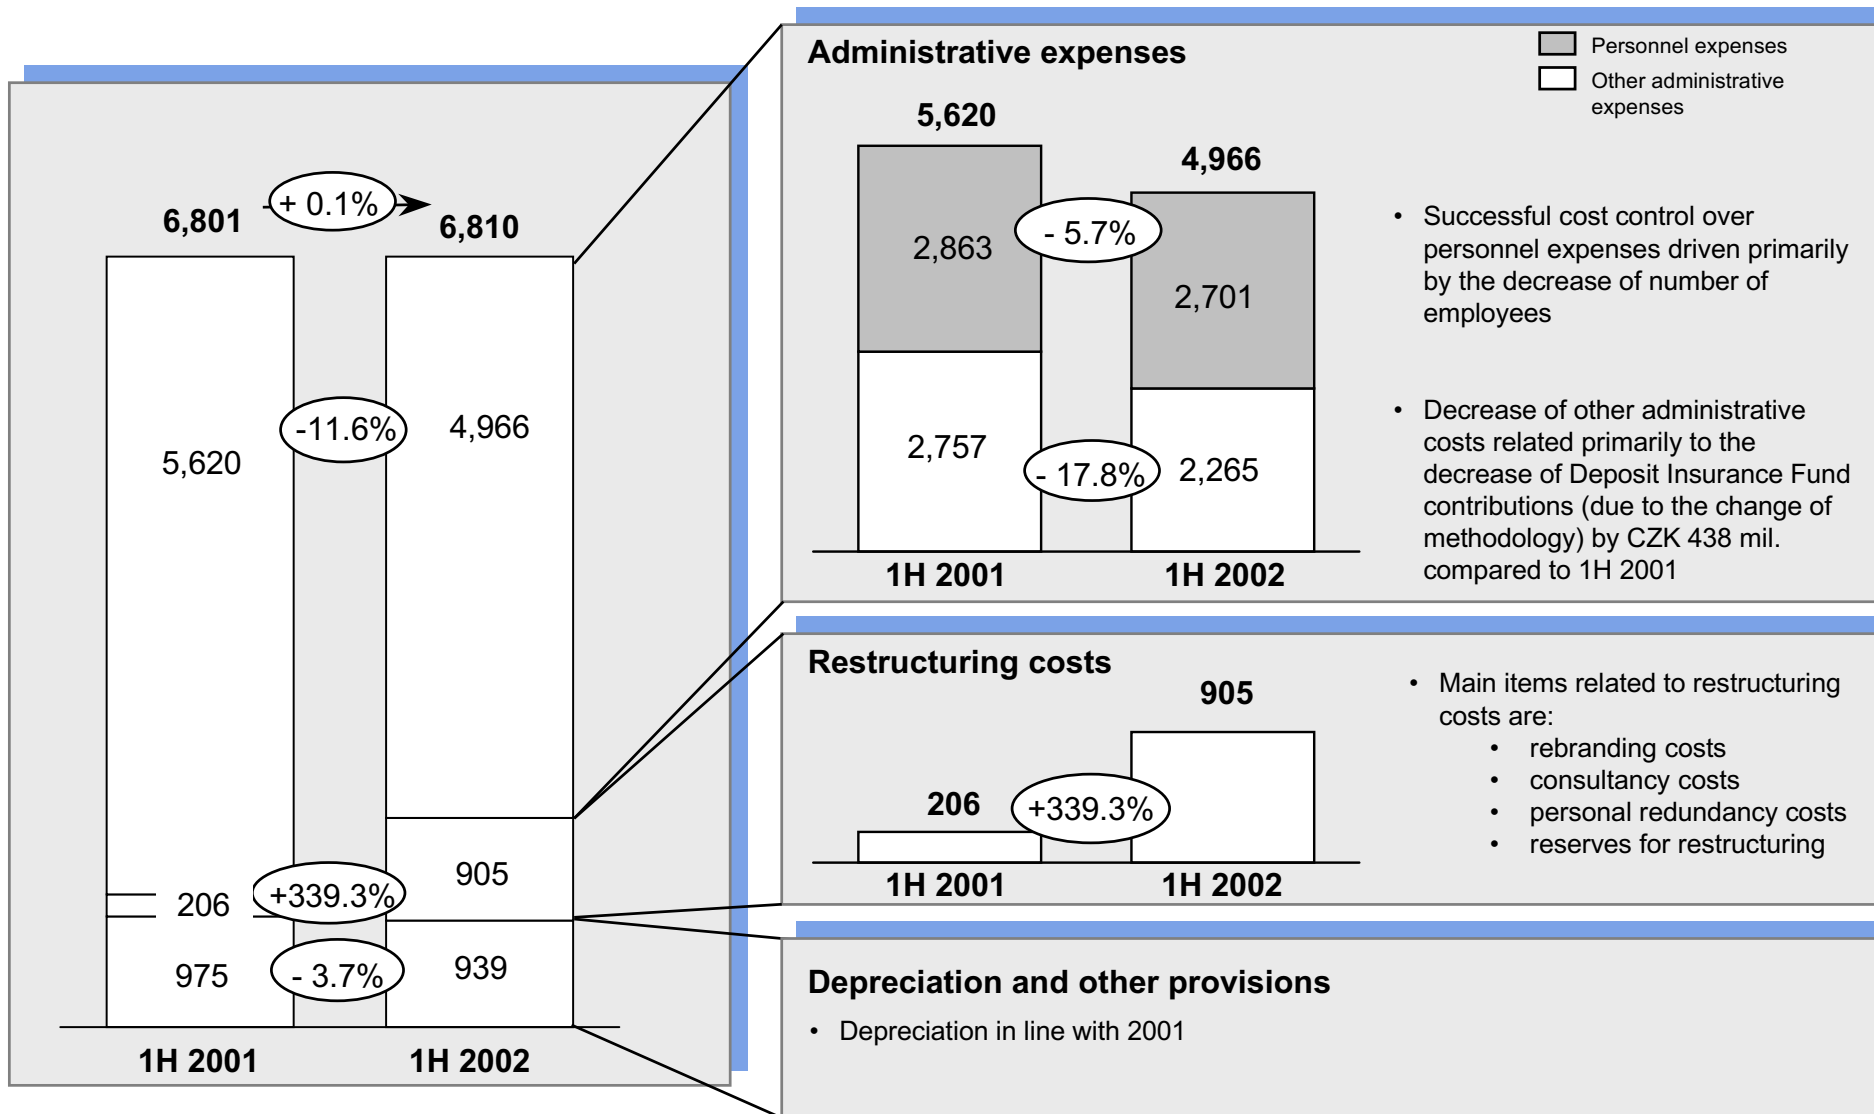 6,801
+ 0.1%
6,810
5,620
-11.6%
4,966
206
+339.3%
905
975
- 3.7%
939
1H 2001
1H 2002
Administrative expenses
Personnel expenses
Other administrative
expenses
5,620
4,966
2,863
- 5.7%
2,701
2,757
- 17.8%
2,265
1H 2001
1H 2002
• Successful cost control over
personnel expenses driven primarily
by the decrease of number of
employees
• Decrease of other administrative
costs related primarily to the
decrease of Deposit Insurance Fund
contributions (due to the change of
methodology) by CZK 438 mil.
compared to 1H 2001
Restructuring costs
905
206
+339.3%
1H 2001
1H 2002
• Main items related to restructuring
costs are:
• rebranding costs
• consultancy costs
• personal redundancy costs
• reserves for restructuring
Depreciation and other provisions
• Depreciation in line with 2001